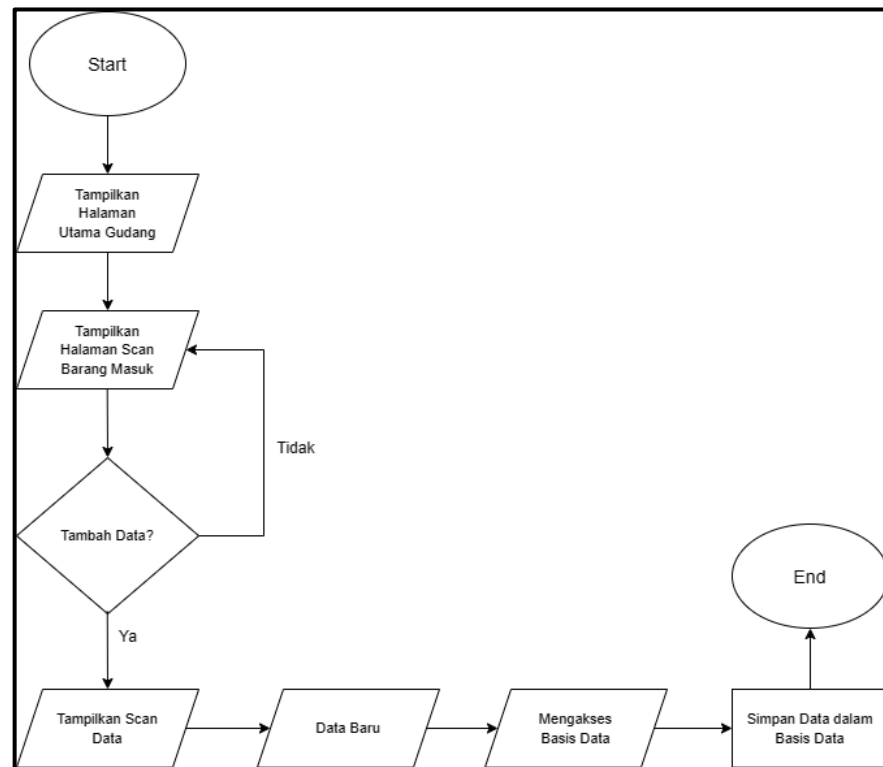 Start
Tampilkan
Halaman
Utama Gudang
Tampilkan
Halaman Scan
Barang Masuk
Tidak
Tambah Data?
Ya
Tampilkan Scan
Data
Data Baru
Mengakses
Basis Data
Simpan Data dalam
Basis Data
End